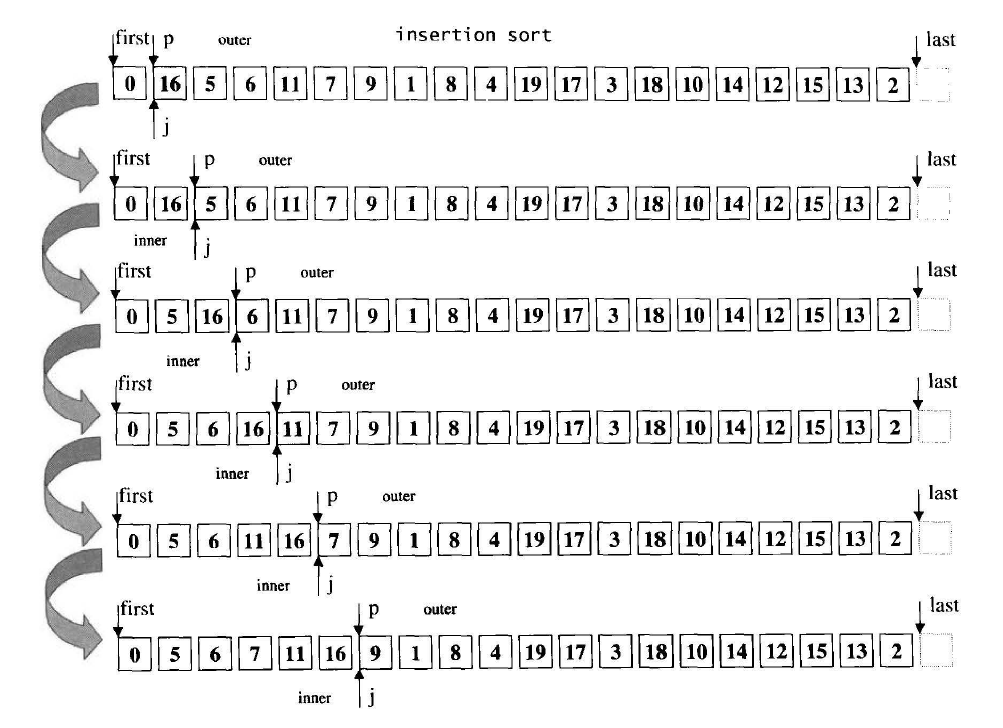 insertion sort
first p outer last
0 16 5 6 11 7 9 1 8 4 19 17 3 18 10 14 12 15 13 2
j
first p outer last
0 16 5 6 11 7 9 1 8 4 19 17 3 18 10 14 12 15 13 2
inner j
first p outer last
0 5 16 6 11 7 9 1 8 4 19 17 3 18 10 14 12 15 13 2
inner j
first p outer last
0 5 6 16 11 7 9 1 8 4 19 17 3 18 10 14 12 15 13 2
inner j
first p outer last
0 5 6 11 16 7 9 1 8 4 19 17 3 18 10 14 12 15 13 2
inner j
first p outer last
0 5 6 7 11 16 9 1 8 4 19 17 3 18 10 14 12 15 13 2
inner j